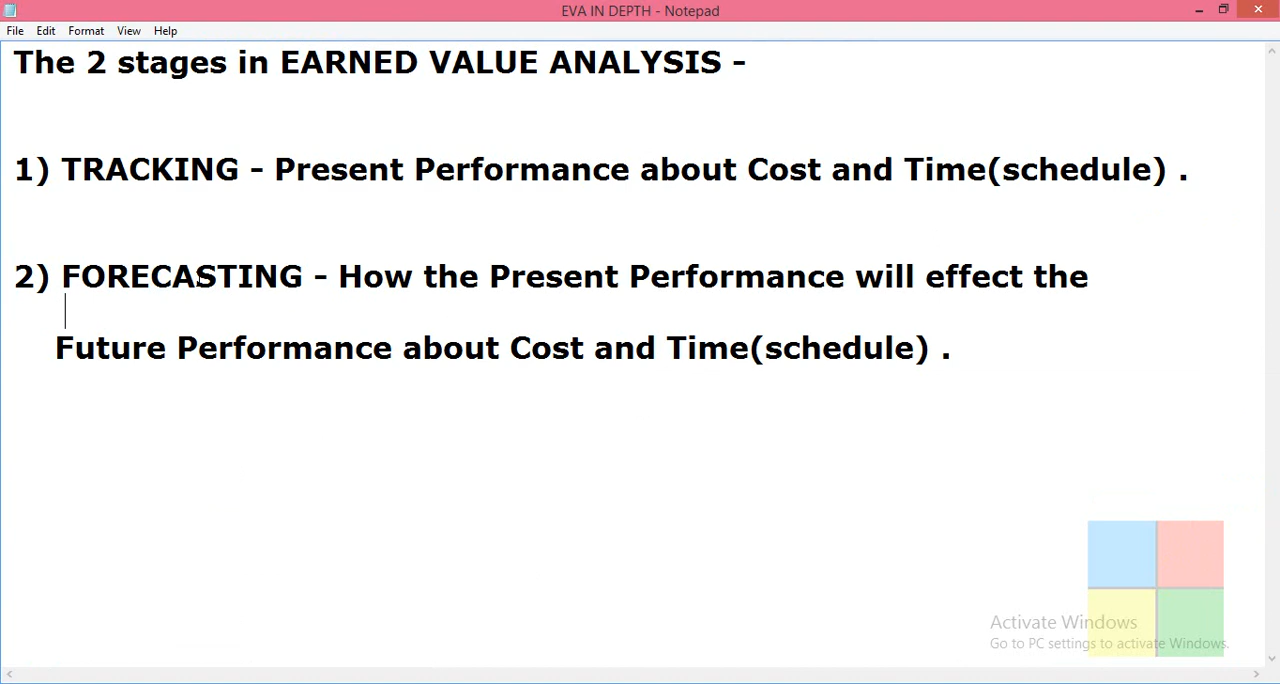 EVA IN DEPTH - Notepad
File Edit Format View Help
The 2 stages in EARNED VALUE ANALYSIS -
1) TRACKING - Present Performance about Cost and Time(schedule) .
2) FORECASTING - How the Present Performance will effect the
Future Performance about Cost and Time(schedule) .
Activate Windows
Go to PC settings to activate Windows.